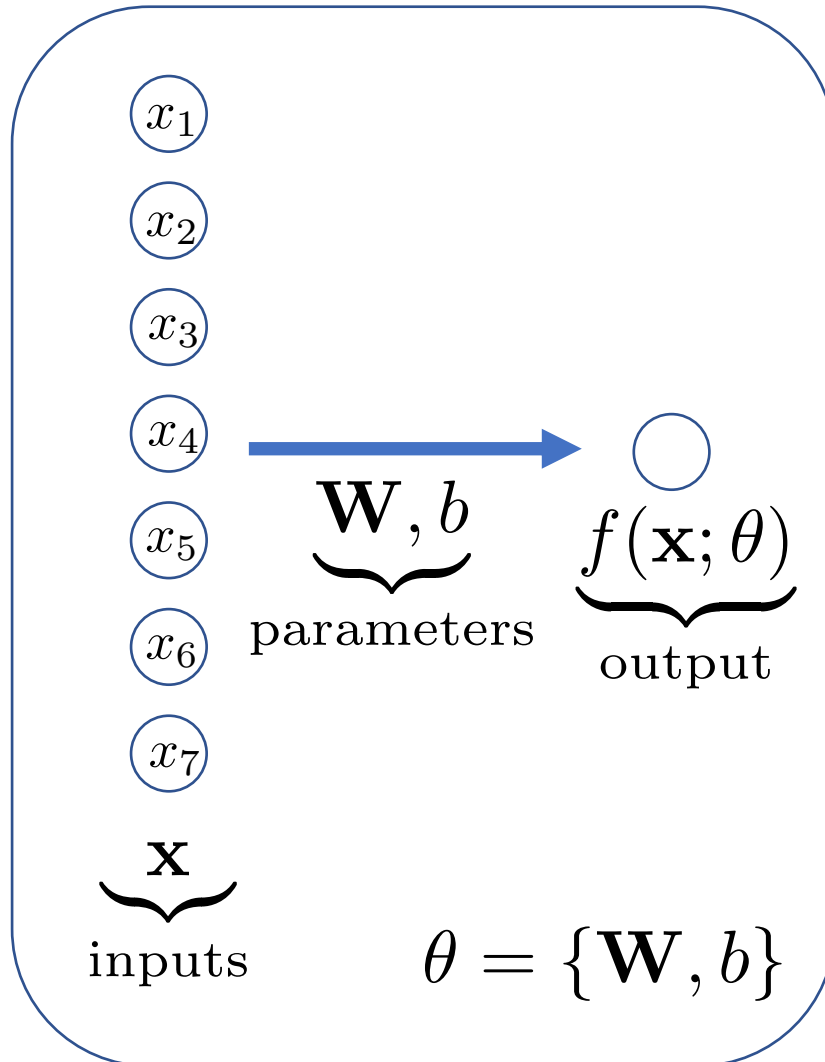 x₁
x₂
x₃
x₄
x₅
x₆
x₇
𝐱
inputs
𝐖, b
parameters
f(𝐱; θ)
output
θ = {𝐖, b}